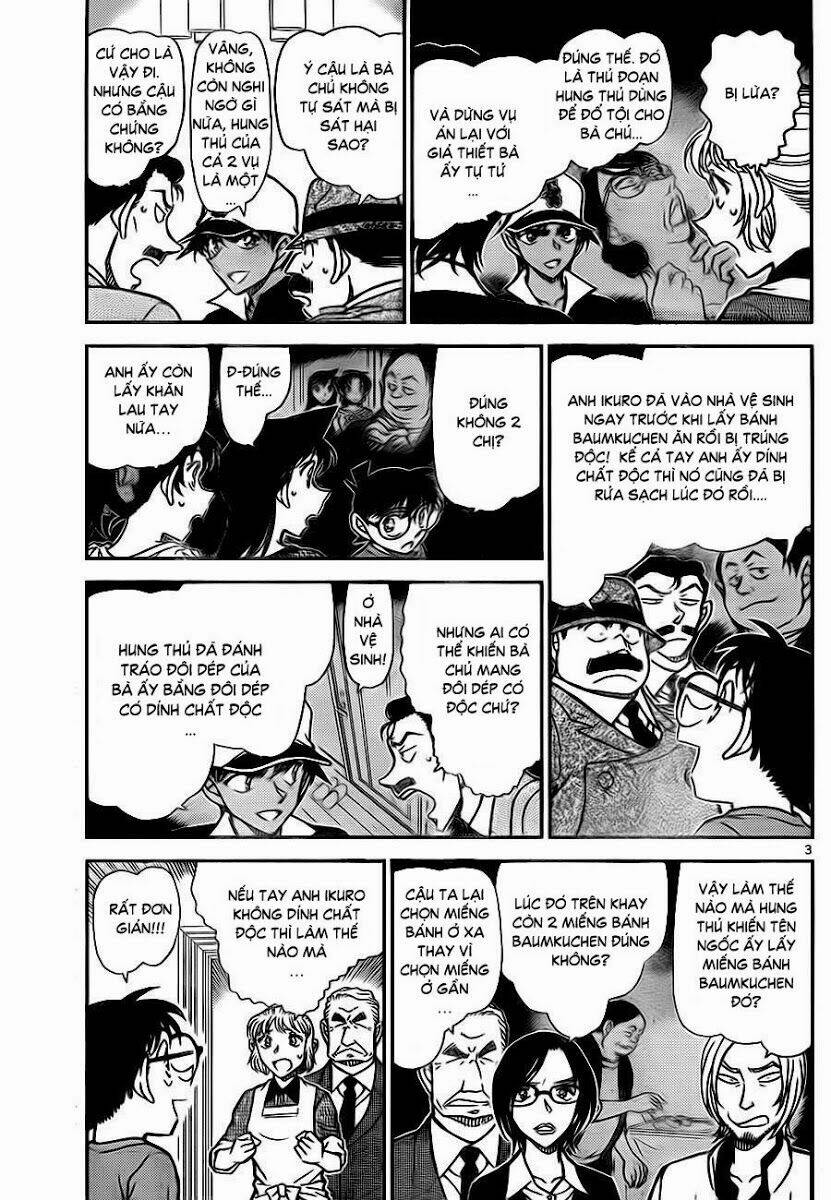 BỊ LỪA?
ĐÚNG THẾ. ĐÓ
LÀ THỦ ĐOẠN
HUNG THỦ DÙNG
ĐỂ ĐỔ TỘI CHO
BÀ CHỦ...
VÀ DỪNG VỤ
ÁN LẠI VỚI
GIẢ THIẾT BÀ
ẤY TỰ TỬ
...
Ý CẬU LÀ BÀ
CHỦ KHÔNG
TỰ SÁT MÀ BỊ
SÁT HẠI
SAO?
VÂNG,
KHÔNG
CÒN NGHI
NGỜ GÌ
NỮA, HUNG
THỦ CỦA
CẢ 2 VỤ
LÀ MỘT
...
CỨ CHO LÀ
VẬY ĐI.
NHƯNG CẬU
CÓ BẰNG
CHỨNG
KHÔNG?
ANH IKURO ĐÃ VÀO NHÀ VỆ SINH
NGAY TRƯỚC KHI LẤY BÁNH
BAUMKUCHEN ĂN RỒI BỊ TRÚNG
ĐỘC! KỂ CẢ TAY ANH ẤY DÍNH
CHẤT ĐỘC THÌ NÓ CŨNG ĐÃ BỊ
RỬA SẠCH LÚC ĐÓ RỒI....
ĐÚNG
KHÔNG 2
CHỊ?
Đ-ĐÚNG
THẾ...
ANH ẤY CÒN
LẤY KHĂN
LAU TAY
NỮA...
NHƯNG AI CÓ
THỂ KHIẾN BÀ
CHỦ MANG
ĐÔI DÉP CÓ
ĐỘC CHỨ?
Ở
NHÀ
VỆ
SINH!
HUNG THỦ ĐÃ ĐÁNH
TRÁO ĐÔI DÉP CỦA
BÀ ẤY BẰNG ĐÔI DÉP
CÓ DÍNH CHẤT ĐỘC
...
3
VẬY LÀM THẾ
NÀO MÀ HUNG
THỦ KHIẾN TÊN
NGỐC ẤY LẤY
MIẾNG BÁNH
BAUMKUCHEN
ĐÓ?
LÚC ĐÓ TRÊN KHAY
CÒN 2 MIẾNG BÁNH
BAUMKUCHEN ĐÚNG
KHÔNG?
CẬU TA LẠI
CHỌN MIẾNG
BÁNH Ở XA
THAY VÌ
CHỌN MIẾNG
Ở GẦN
...
NẾU TAY ANH IKURO
KHÔNG DÍNH CHẤT
ĐỘC THÌ LÀM THẾ
NÀO MÀ
...
RẤT ĐƠN
GIẢN!!!